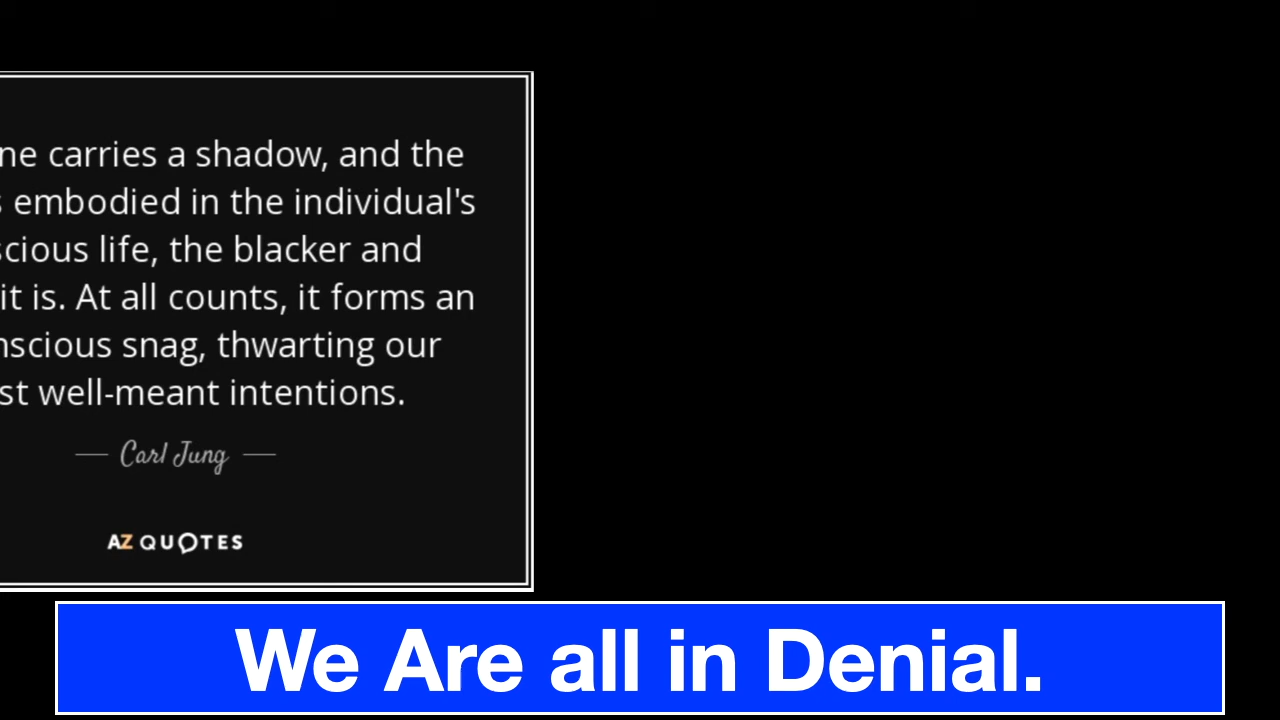 ne carries a shadow, and the
s embodied in the individual's
scious life, the blacker and
it is. At all counts, it forms an
nscious snag, thwarting our
st well-meant intentions.
Carl Jung
AZ QUOTES
We Are all in Denial.